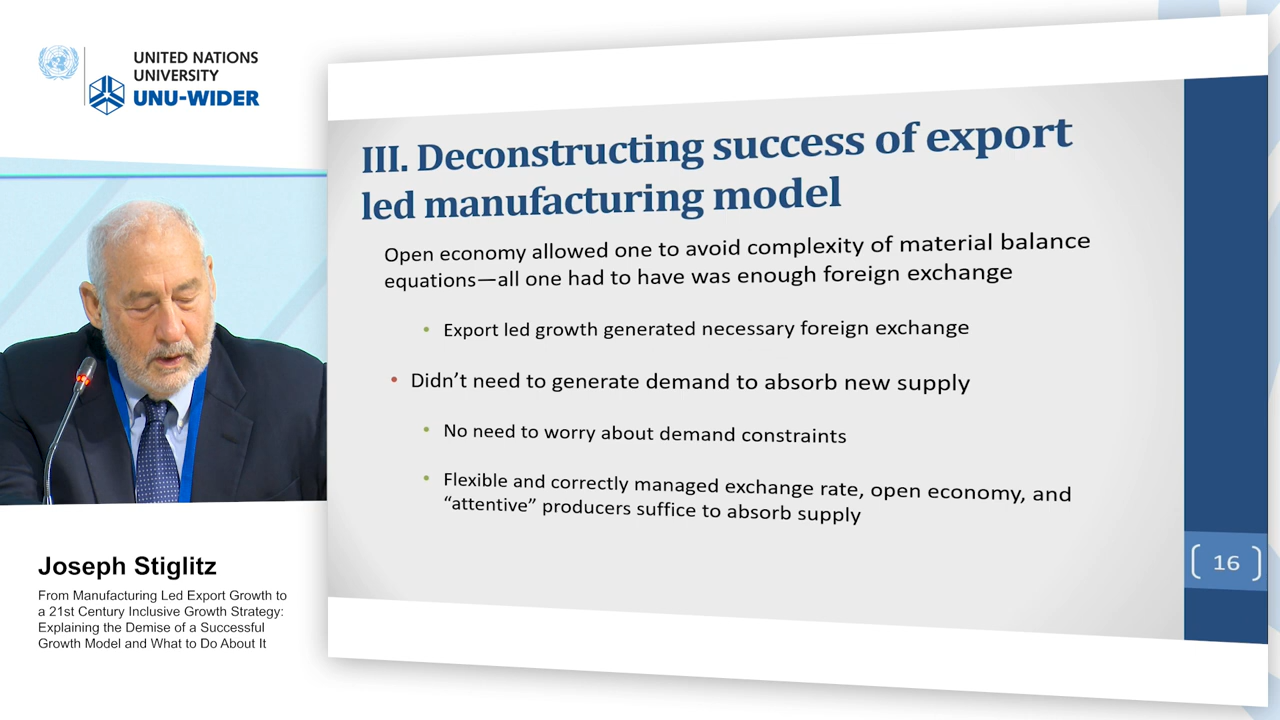 UNITED NATIONS
UNIVERSITY
UNU-WIDER
III. Deconstructing success of export
led manufacturing model
Open economy allowed one to avoid complexity of material balance
equations—all one had to have was enough foreign exchange
• Export led growth generated necessary foreign exchange
• Didn’t need to generate demand to absorb new supply
• No need to worry about demand constraints
• Flexible and correctly managed exchange rate, open economy, and
“attentive” producers suffice to absorb supply
16
Joseph Stiglitz
From Manufacturing Led Export Growth to
a 21st Century Inclusive Growth Strategy:
Explaining the Demise of a Successful
Growth Model and What to Do About It